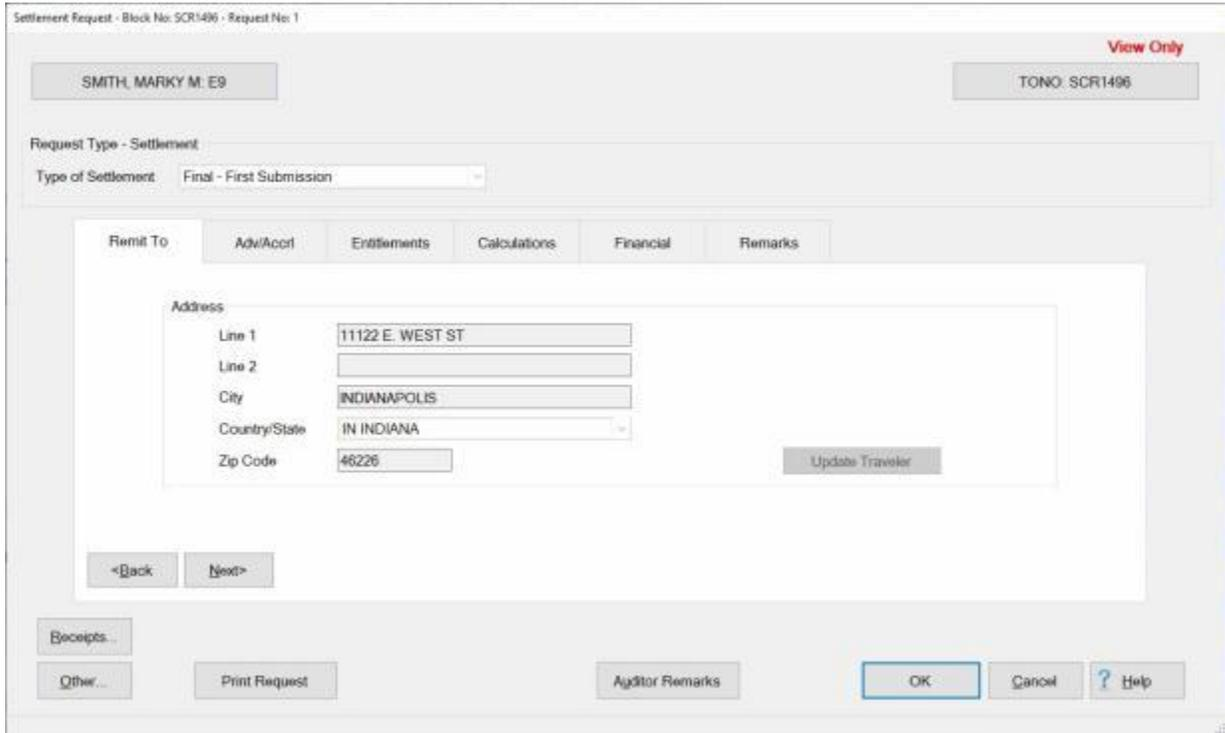 Settlement Request - Block No: SCR1496 - Request No: 1
View Only
SMITH, MARKY M: E9
TONO: SCR1496
Request Type - Settlement
Type of Settlement Final - First Submission
Remit To Adv/Accrl Entitlements Calculations Financial Remarks
Address
Line 1 11122 E. WEST ST
Line 2
City INDIANAPOLIS
Country/State IN INDIANA
Zip Code 46226
Update Traveler
<Back Next>
Receipts...
Other... Print Request Auditor Remarks OK Cancel ? Help